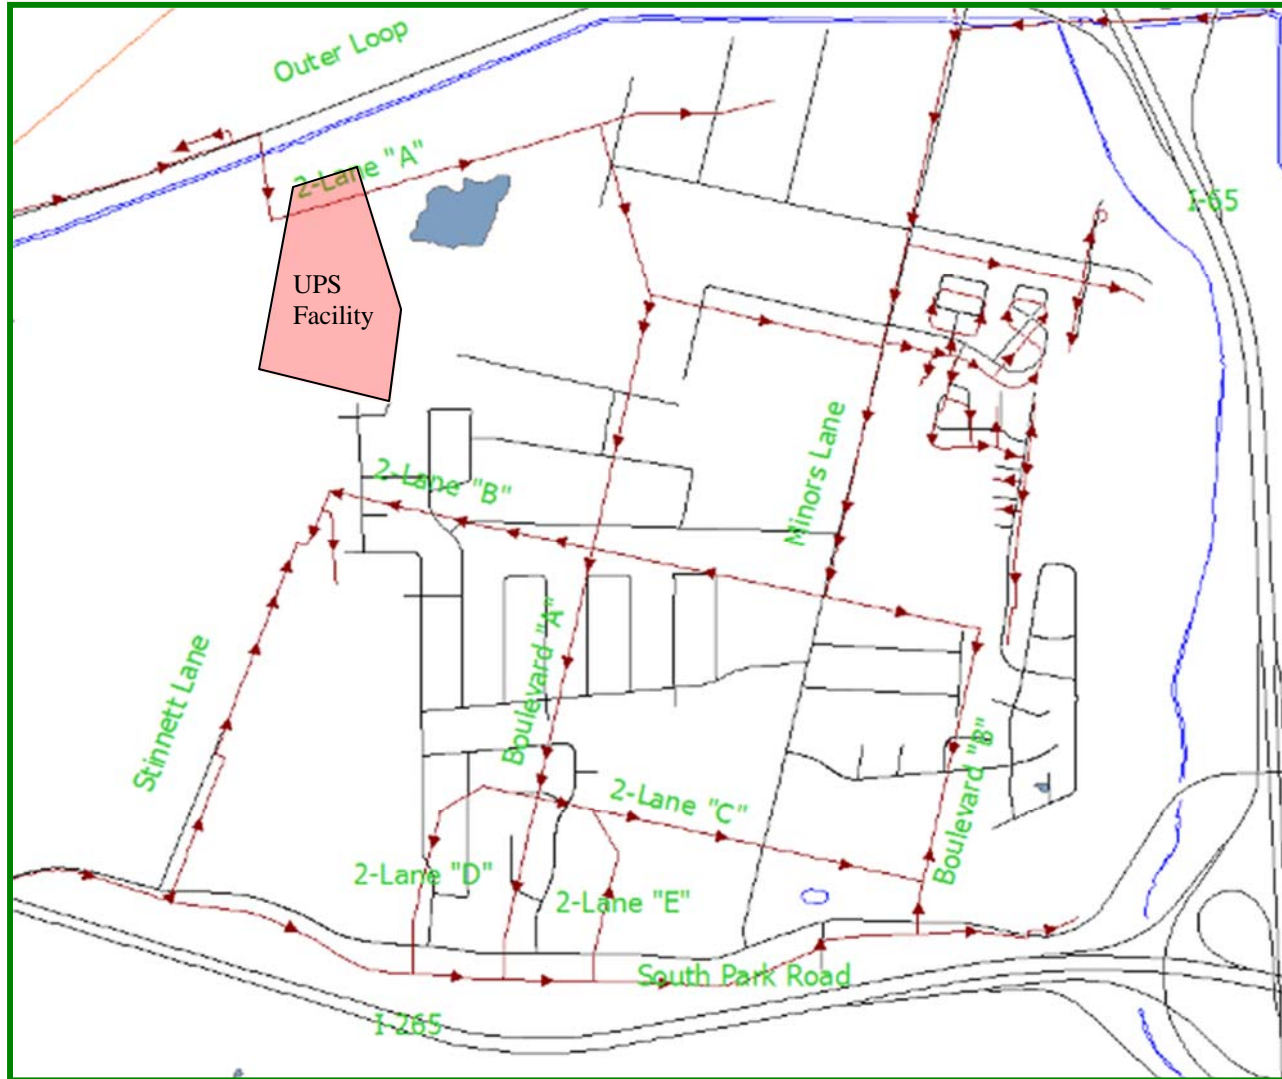 Outer Loop
2-Lane "A"
I-65
UPS
Facility
Minors Lane
2-Lane "B"
Boulevard "A"
Stinnett Lane
2-Lane "C"
Boulevard "B"
2-Lane "D"
2-Lane "E"
South Park Road
I-265